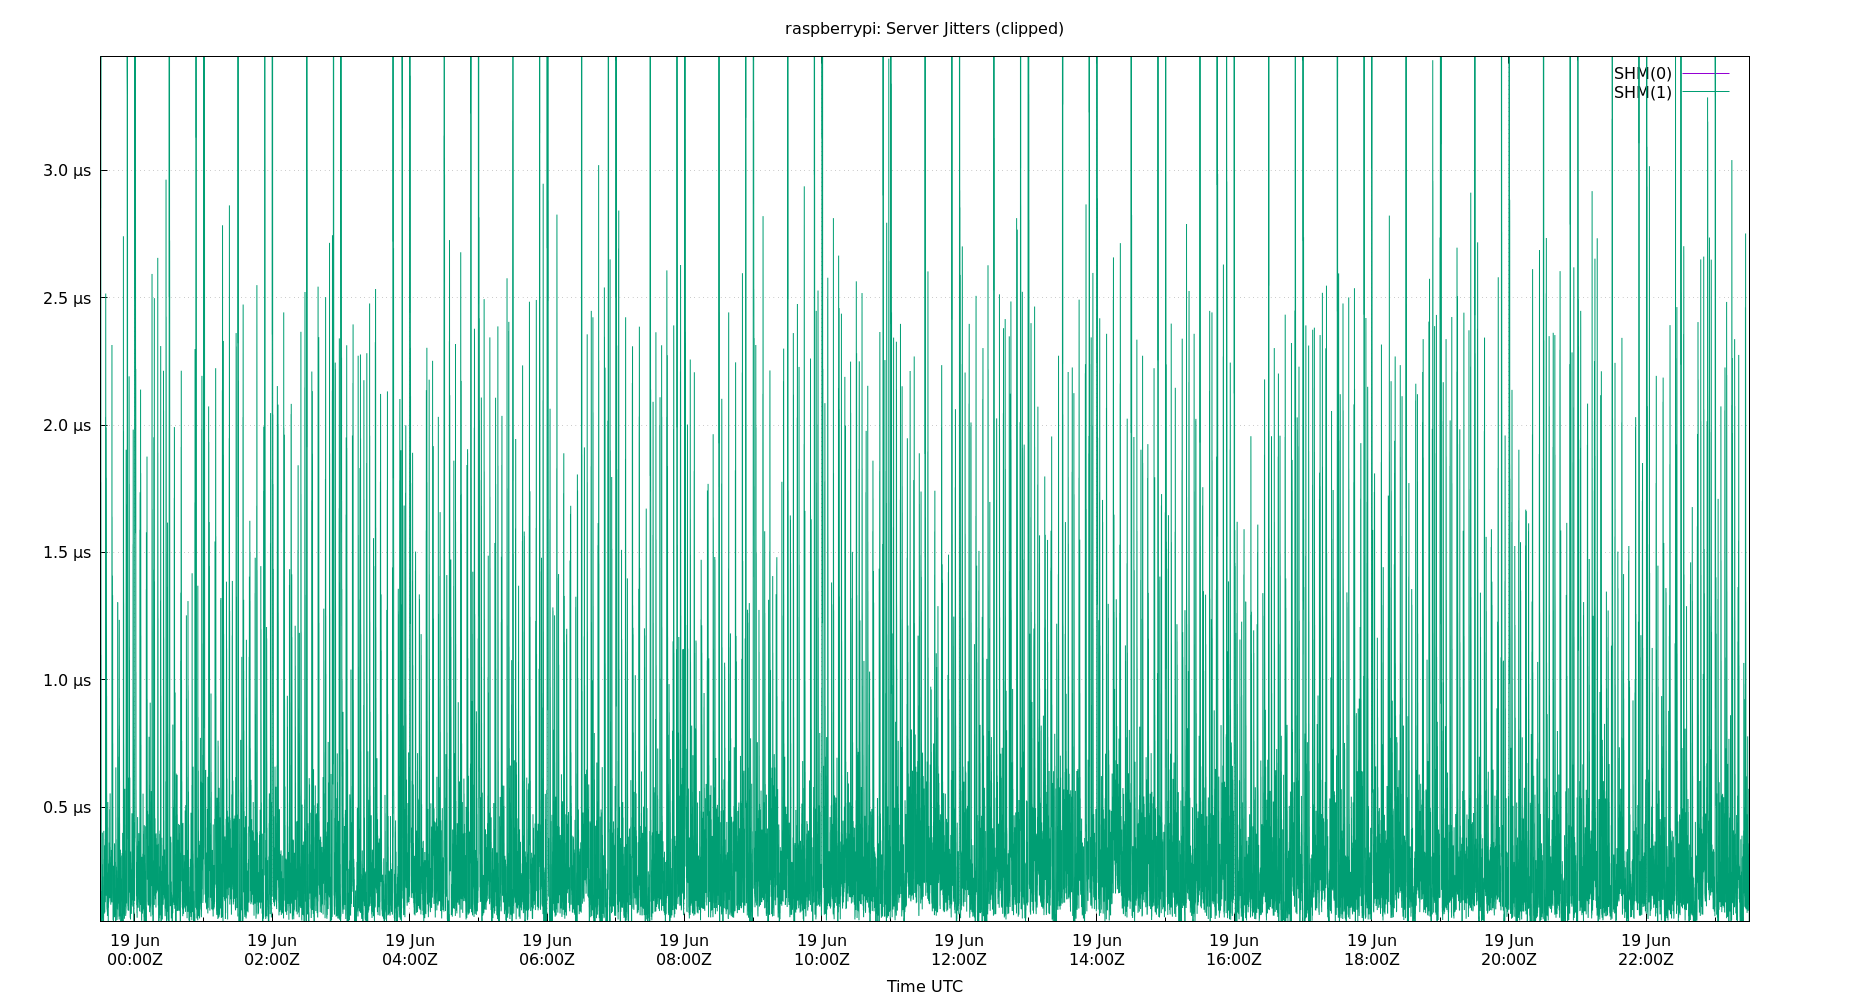 raspberrypi: Server Jitters (clipped)
SHM(0)
SHM(1)
3.0 µs
2.5 µs
2.0 µs
1.5 µs
1.0 µs
0.5 µs
19 Jun 19 Jun 19 Jun 19 Jun 19 Jun 19 Jun 19 Jun 19 Jun 19 Jun 19 Jun 19 Jun 19 Jun
00:00Z 02:00Z 04:00Z 06:00Z 08:00Z 10:00Z 12:00Z 14:00Z 16:00Z 18:00Z 20:00Z 22:00Z
Time UTC